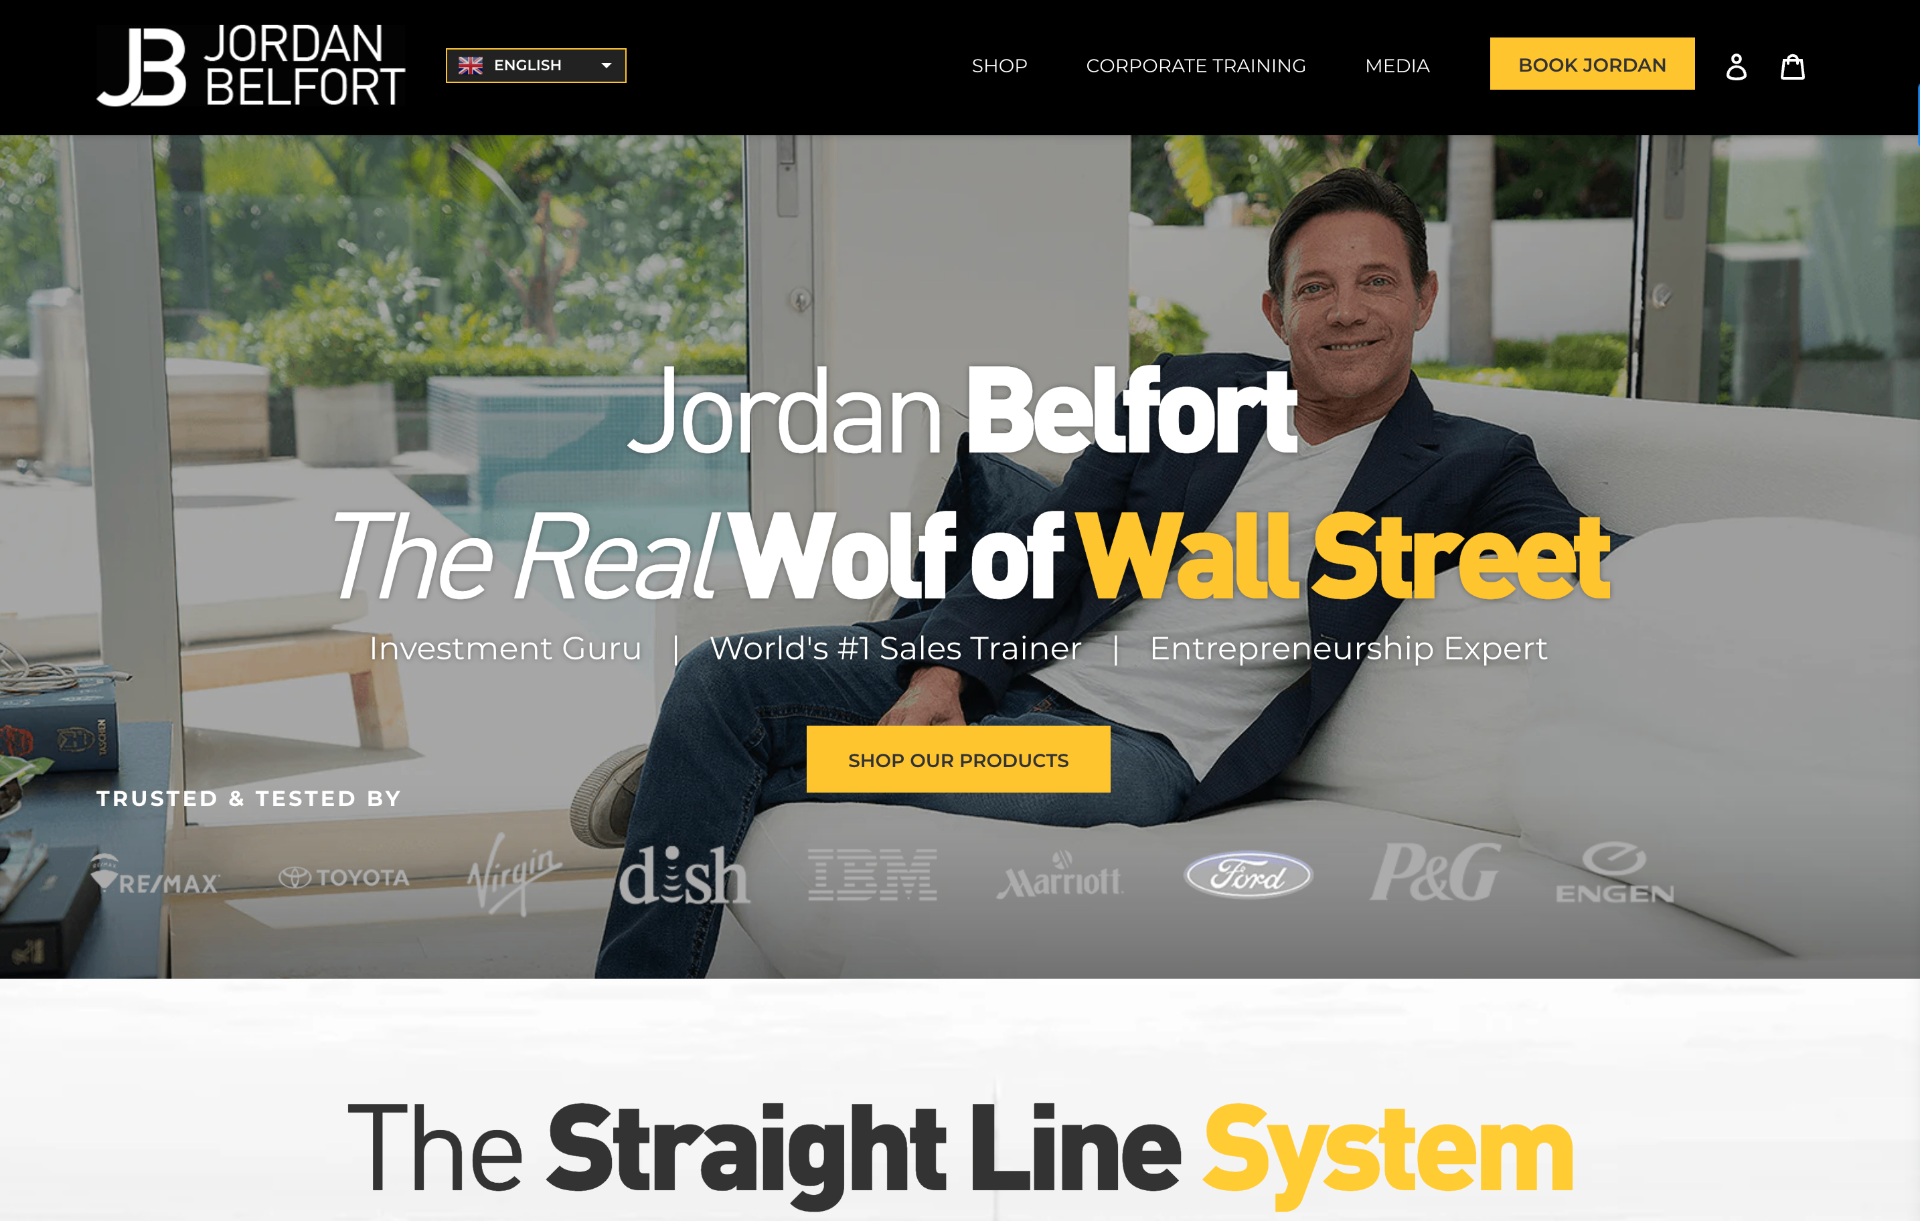 JB JORDAN
BELFORT
ENGLISH
SHOP
CORPORATE TRAINING
MEDIA
BOOK JORDAN
Jordan Belfort
The Real Wolf of Wall Street
Investment Guru | World's #1 Sales Trainer | Entrepreneurship Expert
TASCHEN
SHOP OUR PRODUCTS
TRUSTED & TESTED BY
RE/MAX
TOYOTA
Virgin
dish
IBM
Marriott
Ford
P&G
ENGEN
The Straight Line System